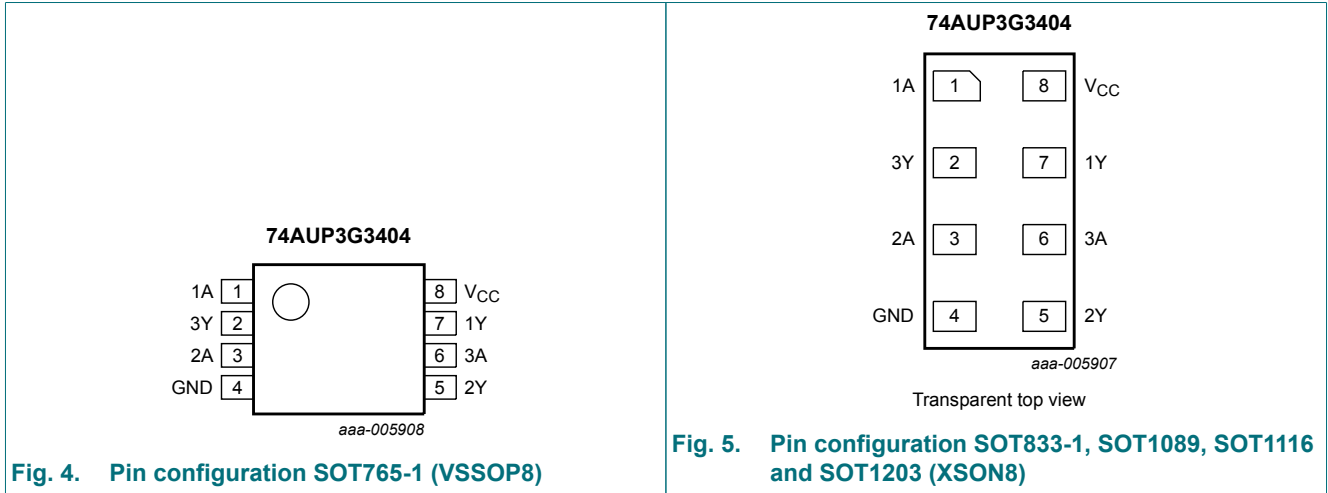 74AUP3G3404
1A 1 8 VCC
3Y 2 7 1Y
2A 3 6 3A
GND 4 5 2Y
aaa-005908
Fig. 4. Pin configuration SOT765-1 (VSSOP8)
74AUP3G3404
1A 1 8 VCC
3Y 2 7 1Y
2A 3 6 3A
GND 4 5 2Y
aaa-005907
Transparent top view
Fig. 5. Pin configuration SOT833-1, SOT1089, SOT1116
and SOT1203 (XSON8)